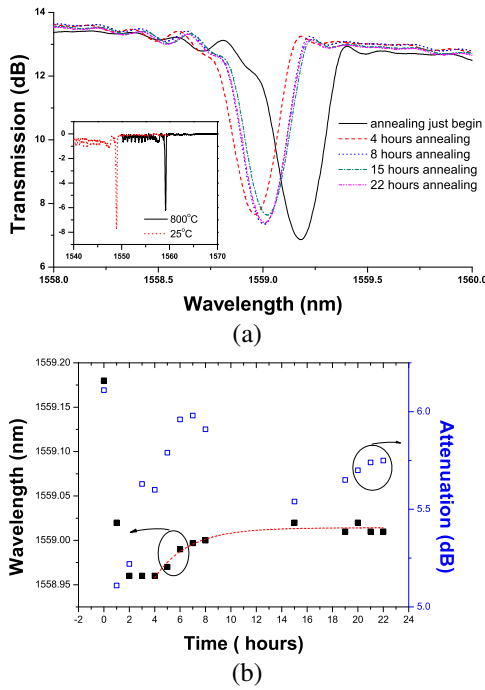 14
12
10
8
6
Transmission (dB)
annealing just begin
4 hours annealing
8 hours annealing
15 hours annealing
22 hours annealing
0
-2
-4
-6
-8
800°C
25°C
1540 1550 1560 1570
1558.0 1558.5 1559.0 1559.5 1560.0
Wavelength (nm)
(a)
1559.20
1559.15
1559.10
1559.05
1559.00
1558.95
Wavelength (nm)
6.0
5.5
5.0
Attenuation (dB)
-2 0 2 4 6 8 10 12 14 16 18 20 22 24
Time ( hours)
(b)